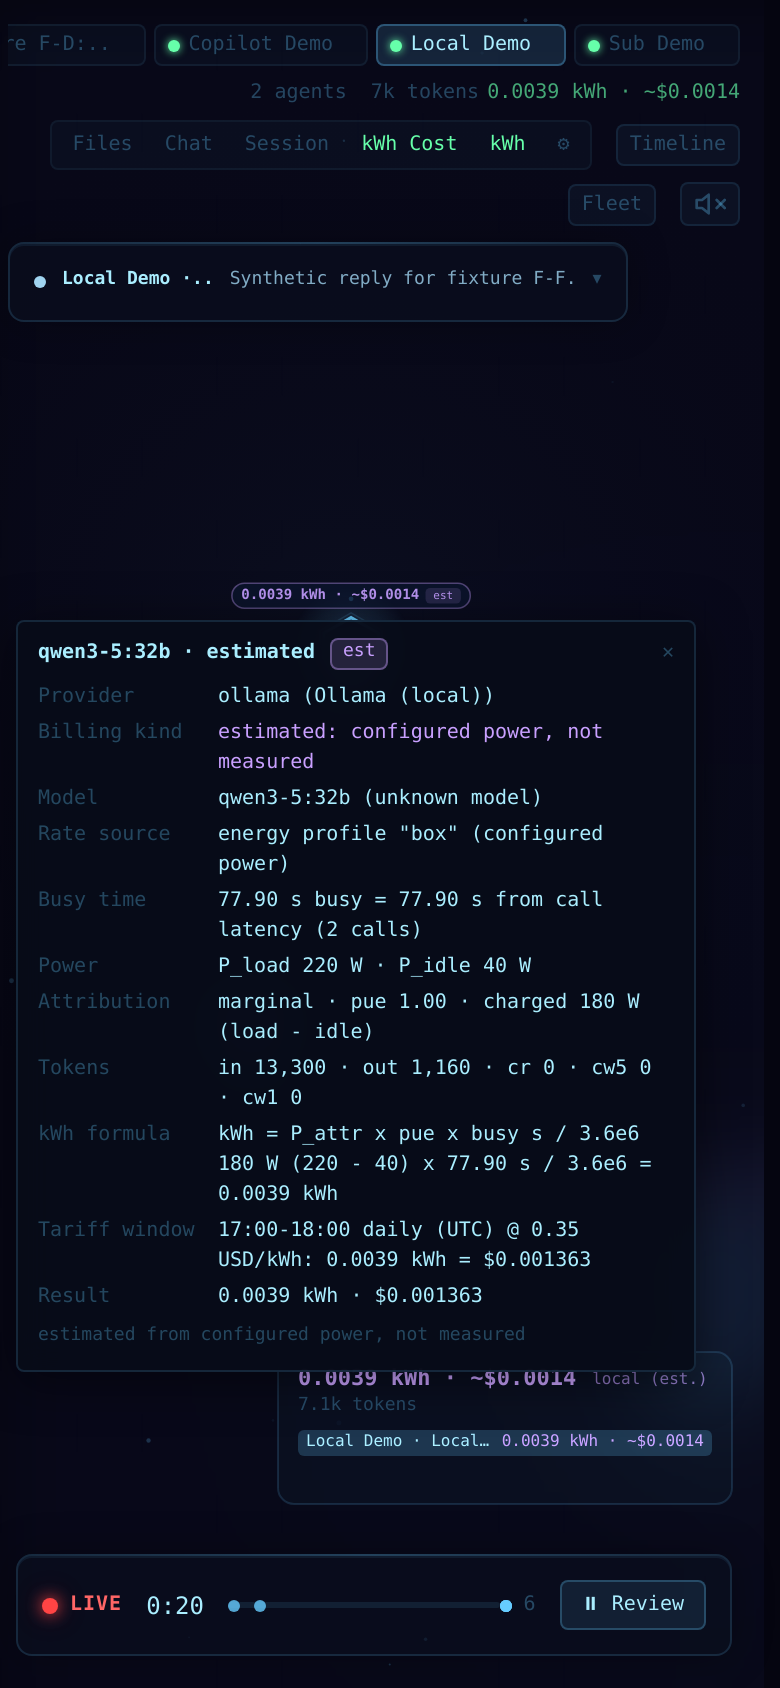 re F-D:..
Copilot Demo
Local Demo
Sub Demo
2 agents 7k tokens 0.0039 kWh · ~$0.0014
Files Chat Session · kWh Cost kWh ⚙ Timeline
Fleet
Local Demo ·.. Synthetic reply for fixture F-F. ▼
0.0039 kWh · ~$0.0014 est
qwen3-5:32b · estimated est ×
Provider ollama (Ollama (local))
Billing kind estimated: configured power, not
measured
Model qwen3-5:32b (unknown model)
Rate source energy profile "box" (configured
power)
Busy time 77.90 s busy = 77.90 s from call
latency (2 calls)
Power P_load 220 W · P_idle 40 W
Attribution marginal · pue 1.00 · charged 180 W
(load - idle)
Tokens in 13,300 · out 1,160 · cr 0 · cw5 0
· cw1 0
kWh formula kWh = P_attr x pue x busy s / 3.6e6
180 W (220 - 40) x 77.90 s / 3.6e6 =
0.0039 kWh
Tariff window 17:00-18:00 daily (UTC) @ 0.35
USD/kWh: 0.0039 kWh = $0.001363
Result 0.0039 kWh · $0.001363
estimated from configured power, not measured
0.0039 kWh · ~$0.0014 local (est.)
7.1k tokens
Local Demo · Local… 0.0039 kWh · ~$0.0014
LIVE 0:20 6 ⏸ Review